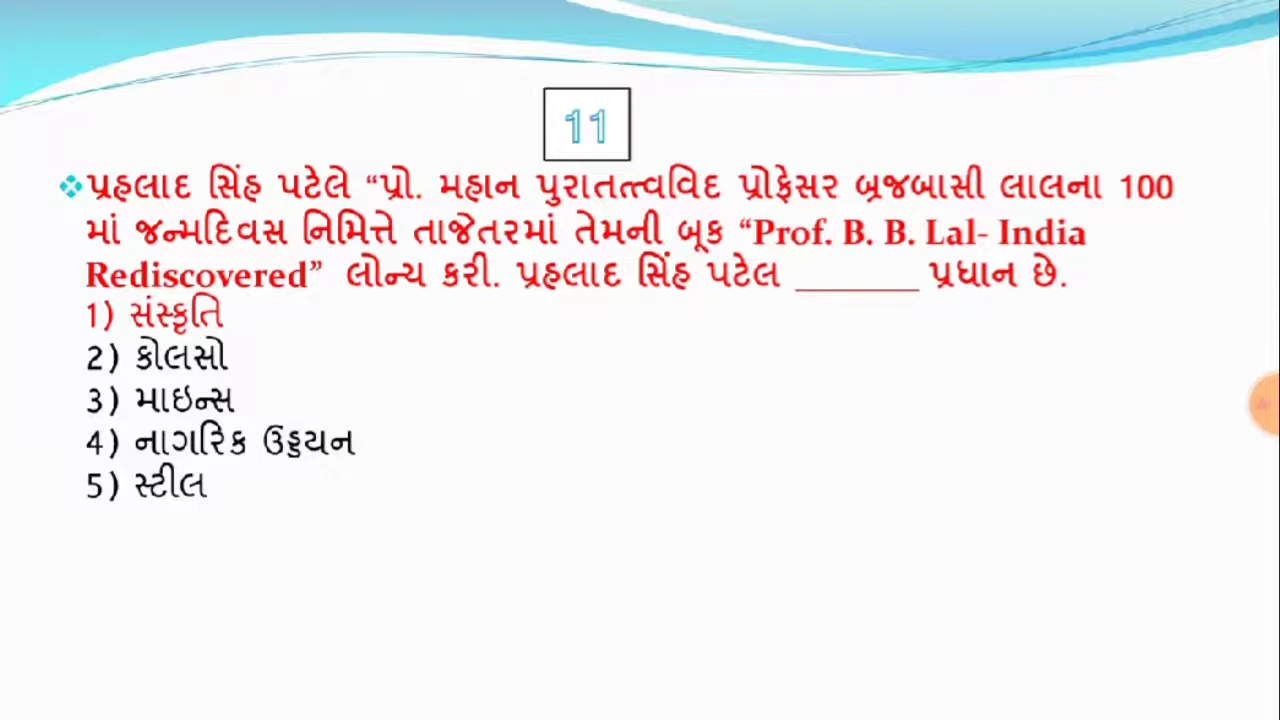 11
❖પ્રહલાદ સિંહ પટેલે “પ્રો. મહાન પુરાતત્ત્વવિદ પ્રોફેસર બ્રજબાસી લાલના 100
માં જન્મદિવસ નિમિત્તે તાજેતરમાં તેમની બૂક “Prof. B. B. Lal- India
Rediscovered” લોન્ચ કરી. પ્રહલાદ સિંહ પટેલ _______ પ્રધાન છે.
1) સંસ્કૃતિ
2) કોલસો
3) માઇન્સ
4) નાગરિક ઉડ્ડયન
5) સ્ટીલ